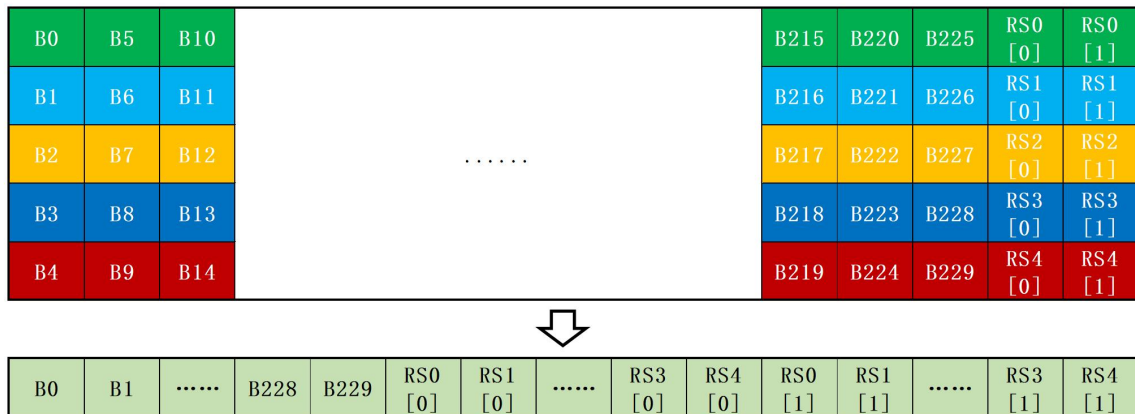 B0 B5 B10 B215 B220 B225 RS0 [0] RS0 [1]
B1 B6 B11 B216 B221 B226 RS1 [0] RS1 [1]
B2 B7 B12 ...... B217 B222 B227 RS2 [0] RS2 [1]
B3 B8 B13 B218 B223 B228 RS3 [0] RS3 [1]
B4 B9 B14 B219 B224 B229 RS4 [0] RS4 [1]
B0 B1 ...... B228 B229 RS0 [0] RS1 [0] ...... RS3 [0] RS4 [0] RS0 [1] RS1 [1] ...... RS3 [1] RS4 [1]